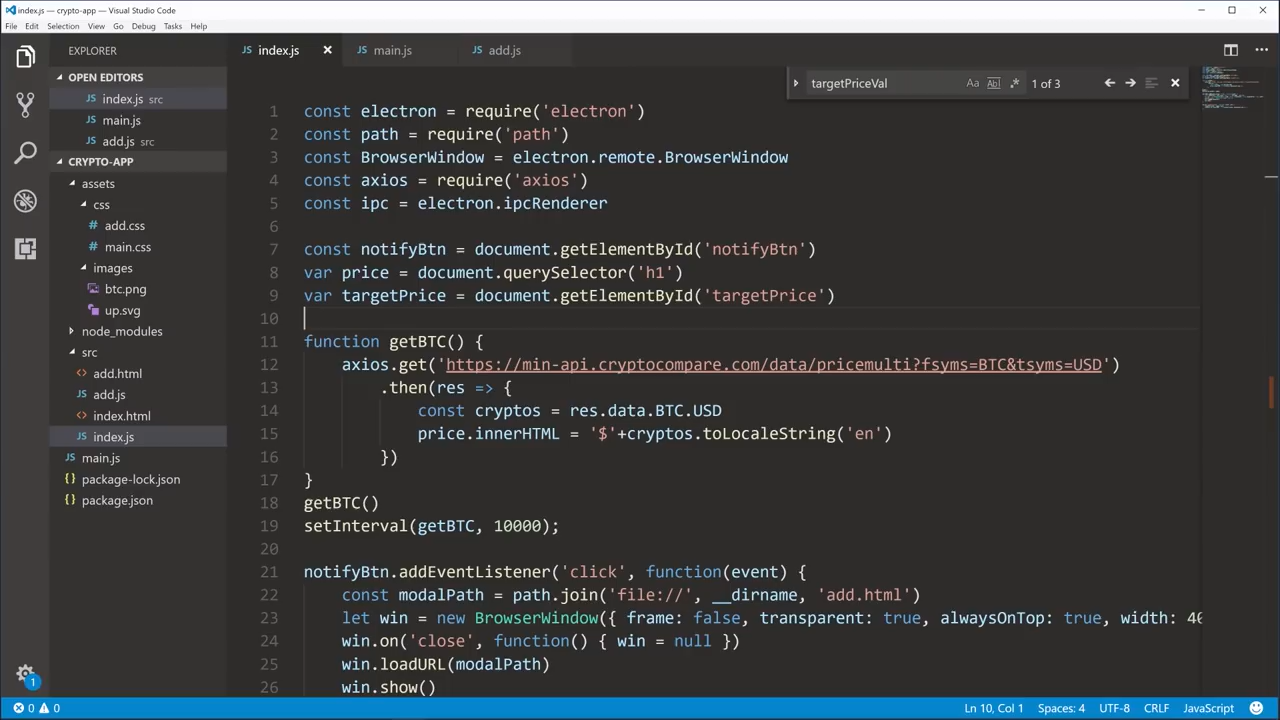 index.js - crypto-app - Visual Studio Code
File Edit Selection View Go Debug Tasks Help
EXPLORER
OPEN EDITORS
JS index.js src
JS main.js
JS add.js src
CRYPTO-APP
assets
css
# add.css
# main.css
images
btc.png
up.svg
node_modules
src
<> add.html
JS add.js
<> index.html
JS index.js
JS main.js
{} package-lock.json
{} package.json
1
JS index.js
JS main.js
JS add.js
targetPriceVal Aa Abl .* 1 of 3
1 const electron = require('electron')
2 const path = require('path')
3 const BrowserWindow = electron.remote.BrowserWindow
4 const axios = require('axios')
5 const ipc = electron.ipcRenderer
6
7 const notifyBtn = document.getElementById('notifyBtn')
8 var price = document.querySelector('h1')
9 var targetPrice = document.getElementById('targetPrice')
10
11 function getBTC() {
12 axios.get('https://min-api.cryptocompare.com/data/pricemulti?fsyms=BTC&tsyms=USD')
13 .then(res => {
14 const cryptos = res.data.BTC.USD
15 price.innerHTML = '$'+cryptos.toLocaleString('en')
16 })
17 }
18 getBTC()
19 setInterval(getBTC, 10000);
20
21 notifyBtn.addEventListener('click', function(event) {
22 const modalPath = path.join('file://', __dirname, 'add.html')
23 let win = new BrowserWindow({ frame: false, transparent: true, alwaysOnTop: true, width: 40
24 win.on('close', function() { win = null })
25 win.loadURL(modalPath)
26 win.show()
0 0 Ln 10, Col 1 Spaces: 4 UTF-8 CRLF JavaScript